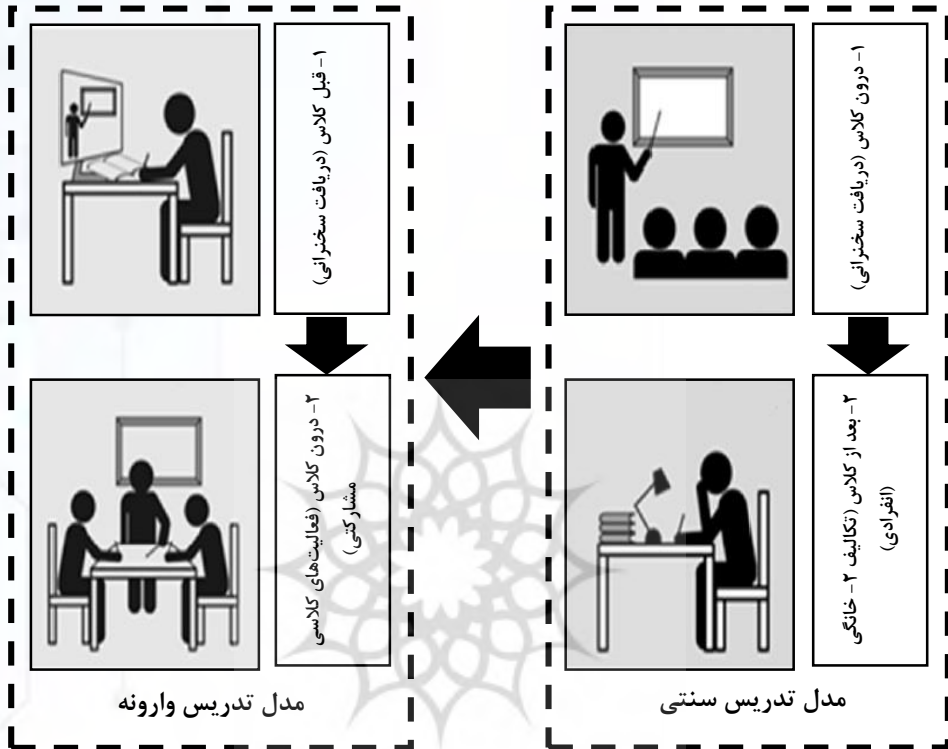 ۱- درون کلاس (دریافت سخنرانی)
۲- بعد از کلاس (تکالیف ۲- خانگی
(انفرادی)
مدل تدریس سنتی
۱- قبل کلاس (دریافت سخنرانی)
۲- درون کلاس (فعالیت‌های کلاسی
مشارکتی)
مدل تدریس وارونه